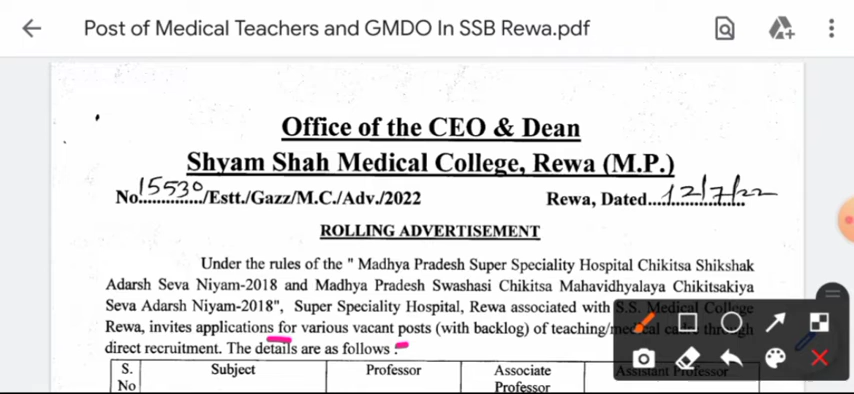 Post of Medical Teachers and GMDO In SSB Rewa.pdf
Office of the CEO & Dean
Shyam Shah Medical College, Rewa (M.P.)
No.15530/Estt./Gazz/M.C./Adv./2022 Rewa, Dated....12/7/22
ROLLING ADVERTISEMENT
Under the rules of the " Madhya Pradesh Super Speciality Hospital Chikitsa Shikshak
Adarsh Seva Niyam-2018 and Madhya Pradesh Swashasi Chikitsa Mahavidhyalaya Chikitsakiya
Seva Adarsh Niyam-2018", Super Speciality Hospital, Rewa associated with S.S. Medical College
Rewa, invites applications for various vacant posts (with backlog) of teaching/medical through
direct recruitment. The details are as follows :-
S. No Subject Professor Associate Professor Assistant Professor